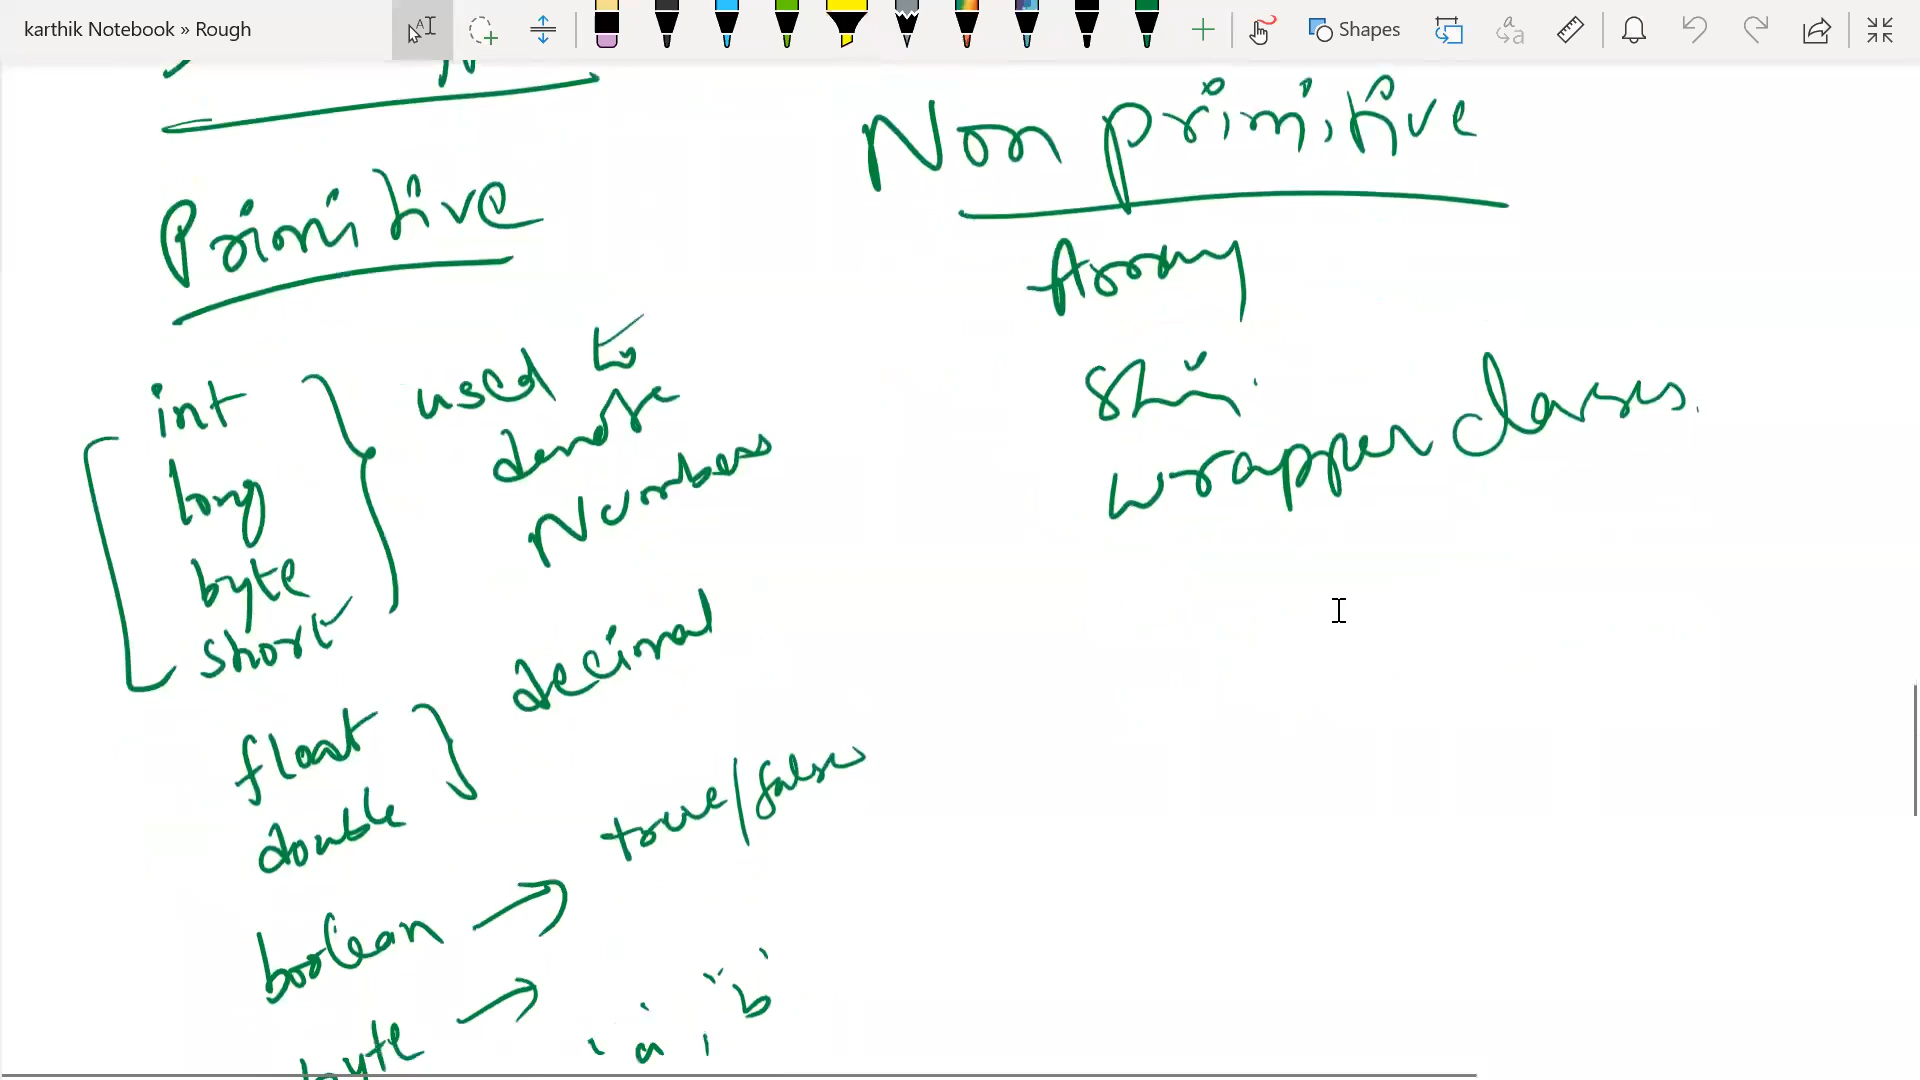 karthik Notebook » Rough
Shapes
Primitive
int
long
byte
short
used to
denote
Numbers
float
double
decimal
boolean
true/false
byte
'a', 'b'
Non primitive
Array
wrapper classes.